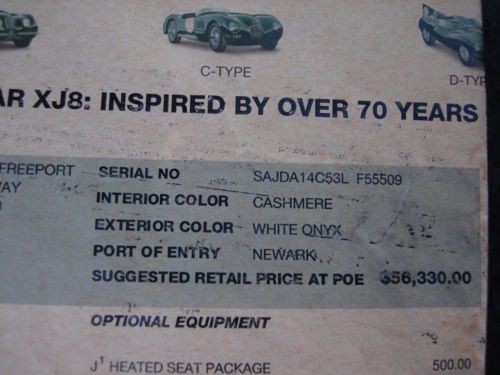 C-TYPE
D-TYP
AR XJ8: INSPIRED BY OVER 70 YEARS
FREEPORT
WAY
SERIAL NO SAJDA14C53L F55509
INTERIOR COLOR CASHMERE
EXTERIOR COLOR WHITE ONYX
PORT OF ENTRY NEWARK
SUGGESTED RETAIL PRICE AT POE $56,330.00
OPTIONAL EQUIPMENT
J¹ HEATED SEAT PACKAGE 500.00